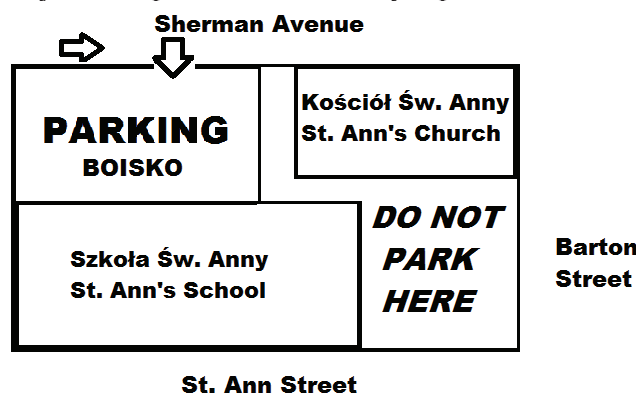 Sherman Avenue
PARKING
BOISKO
Kościół Św. Anny
St. Ann's Church
DO NOT
PARK
HERE
Szkoła Św. Anny
St. Ann's School
Barton
Street
St. Ann Street